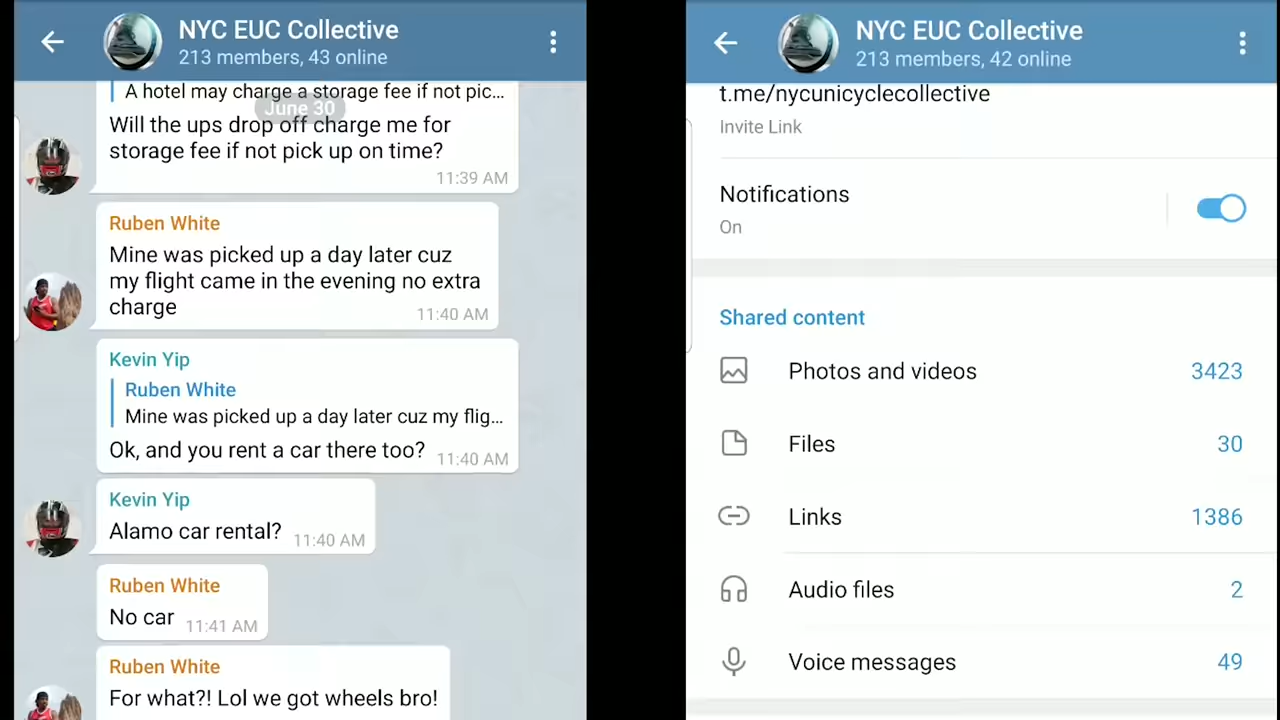 NYC EUC Collective
213 members, 43 online
A hotel may charge a storage fee if not pic...
June 30
Will the ups drop off charge me for
storage fee if not pick up on time?
11:39 AM
Ruben White
Mine was picked up a day later cuz
my flight came in the evening no extra
charge
11:40 AM
Kevin Yip
Ruben White
Mine was picked up a day later cuz my flig...
Ok, and you rent a car there too?
11:40 AM
Kevin Yip
Alamo car rental?
11:40 AM
Ruben White
No car
11:41 AM
Ruben White
For what?! Lol we got wheels bro!
NYC EUC Collective
213 members, 42 online
t.me/nycunicyclecollective
Invite Link
Notifications
On
Shared content
Photos and videos 3423
Files 30
Links 1386
Audio files 2
Voice messages 49